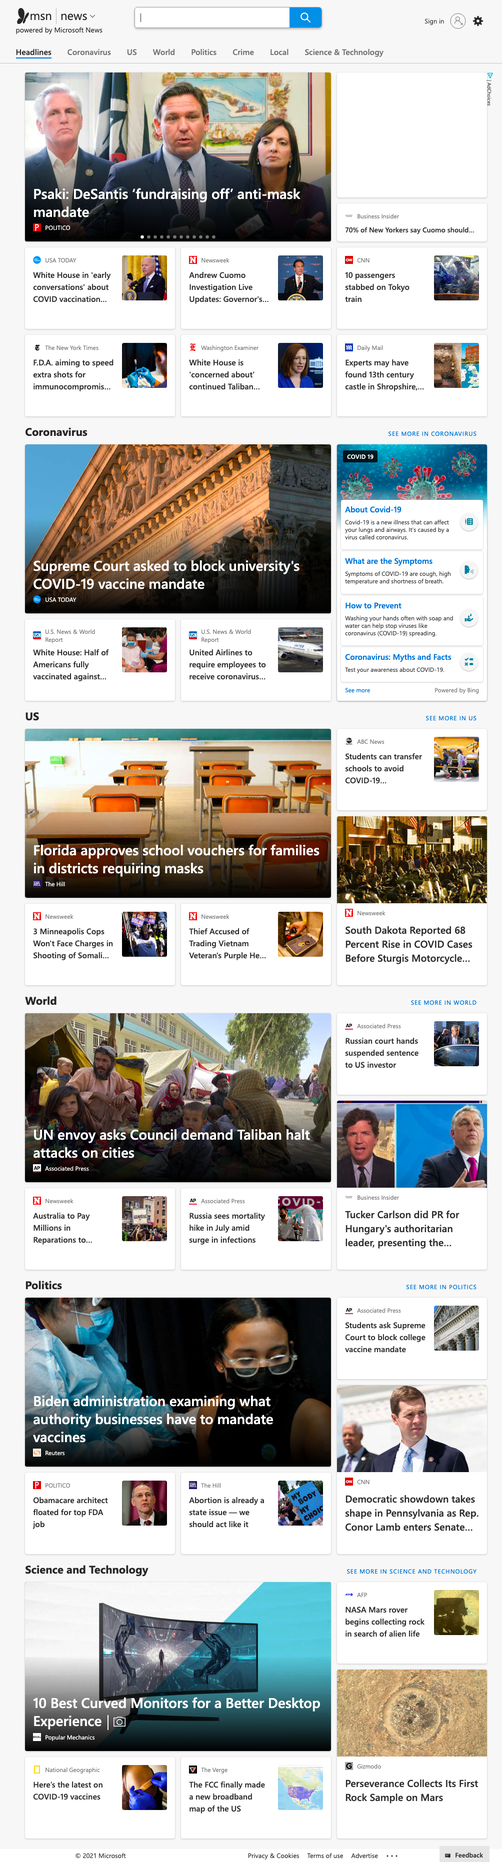 msn | news
powered by Microsoft News
Sign in
Headlines Coronavirus US World Politics Crime Local Science & Technology
Psaki: DeSantis ‘fundraising off’ anti-mask
mandate
POLITICO
AdChoices
Business Insider
70% of New Yorkers say Cuomo should...
USA TODAY
White House in 'early
conversations' about
COVID vaccination...
Newsweek
Andrew Cuomo
Investigation Live
Updates: Governor's...
CNN
10 passengers
stabbed on Tokyo
train
The New York Times
F.D.A. aiming to speed
extra shots for
immunocompromis...
Washington Examiner
White House is
'concerned about'
continued Taliban...
Daily Mail
Experts may have
found 13th century
castle in Shropshire,...
Coronavirus
SEE MORE IN CORONAVIRUS
Supreme Court asked to block university's
COVID-19 vaccine mandate
USA TODAY
COVID 19
About Covid-19
Covid-19 is a new illness that can affect
your lungs and airways. It's caused by a
virus called coronavirus.
What are the Symptoms
Symptoms of COVID-19 are cough, high
temperature and shortness of breath.
How to Prevent
Washing your hands often with soap and
water can help stop viruses like
coronavirus (COVID-19) spreading.
Coronavirus: Myths and Facts
Test your awareness about COVID-19.
See more
Powered by Bing
U.S. News & World
Report
White House: Half of
Americans fully
vaccinated against...
U.S. News & World
Report
United Airlines to
require employees to
receive coronavirus...
US
SEE MORE IN US
Florida approves school vouchers for families
in districts requiring masks
The Hill
ABC News
Students can transfer
schools to avoid
COVID-19...
Newsweek
South Dakota Reported 68
Percent Rise in COVID Cases
Before Sturgis Motorcycle...
Newsweek
3 Minneapolis Cops
Won't Face Charges in
Shooting of Somali...
Newsweek
Thief Accused of
Trading Vietnam
Veteran's Purple He...
World
SEE MORE IN WORLD
UN envoy asks Council demand Taliban halt
attacks on cities
Associated Press
Associated Press
Russian court hands
suspended sentence
to US investor
Business Insider
Tucker Carlson did PR for
Hungary's authoritarian
leader, presenting the...
Newsweek
Australia to Pay
Millions in
Reparations to...
Associated Press
Russia sees mortality
hike in July amid
surge in infections
OVID-
Politics
SEE MORE IN POLITICS
Biden administration examining what
authority businesses have to mandate
vaccines
Reuters
Associated Press
Students ask Supreme
Court to block college
vaccine mandate
CNN
Democratic showdown takes
shape in Pennsylvania as Rep.
Conor Lamb enters Senate...
POLITICO
Obamacare architect
floated for top FDA
job
The Hill
Abortion is already a
state issue — we
should act like it
MY
BODY
MY
CHOIC
Science and Technology
SEE MORE IN SCIENCE AND TECHNOLOGY
10 Best Curved Monitors for a Better Desktop
Experience |
Popular Mechanics
AFP
NASA Mars rover
begins collecting rock
in search of alien life
Gizmodo
Perseverance Collects Its First
Rock Sample on Mars
National Geographic
Here's the latest on
COVID-19 vaccines
The Verge
The FCC finally made
a new broadband
map of the US
© 2021 Microsoft
Privacy & Cookies Terms of use Advertise ...
Feedback